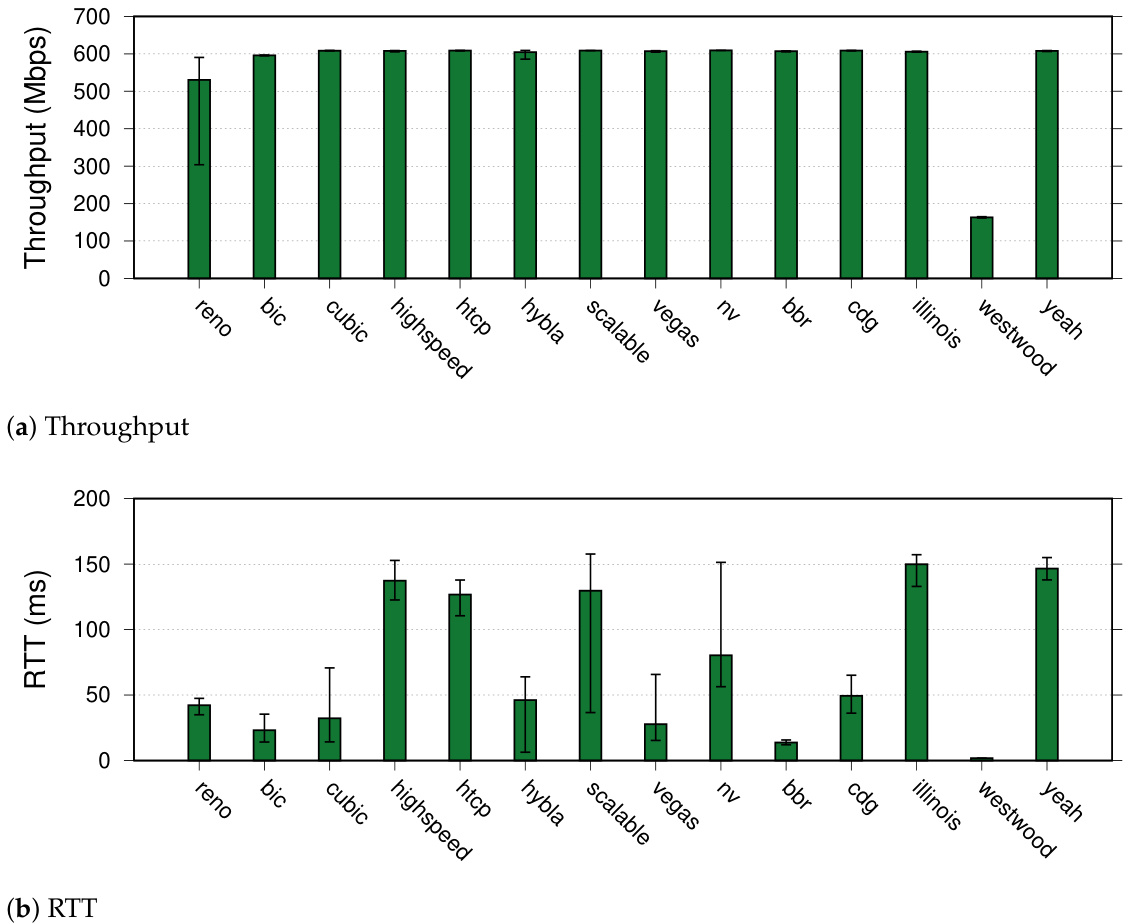 Throughput (Mbps)
700
600
500
400
300
200
100
0
reno bic cubic highspeed htcp hybla scalable vegas nv bbr cdg illinois westwood yeah
(a) Throughput
RTT (ms)
200
150
100
50
0
reno bic cubic highspeed htcp hybla scalable vegas nv bbr cdg illinois westwood yeah
(b) RTT